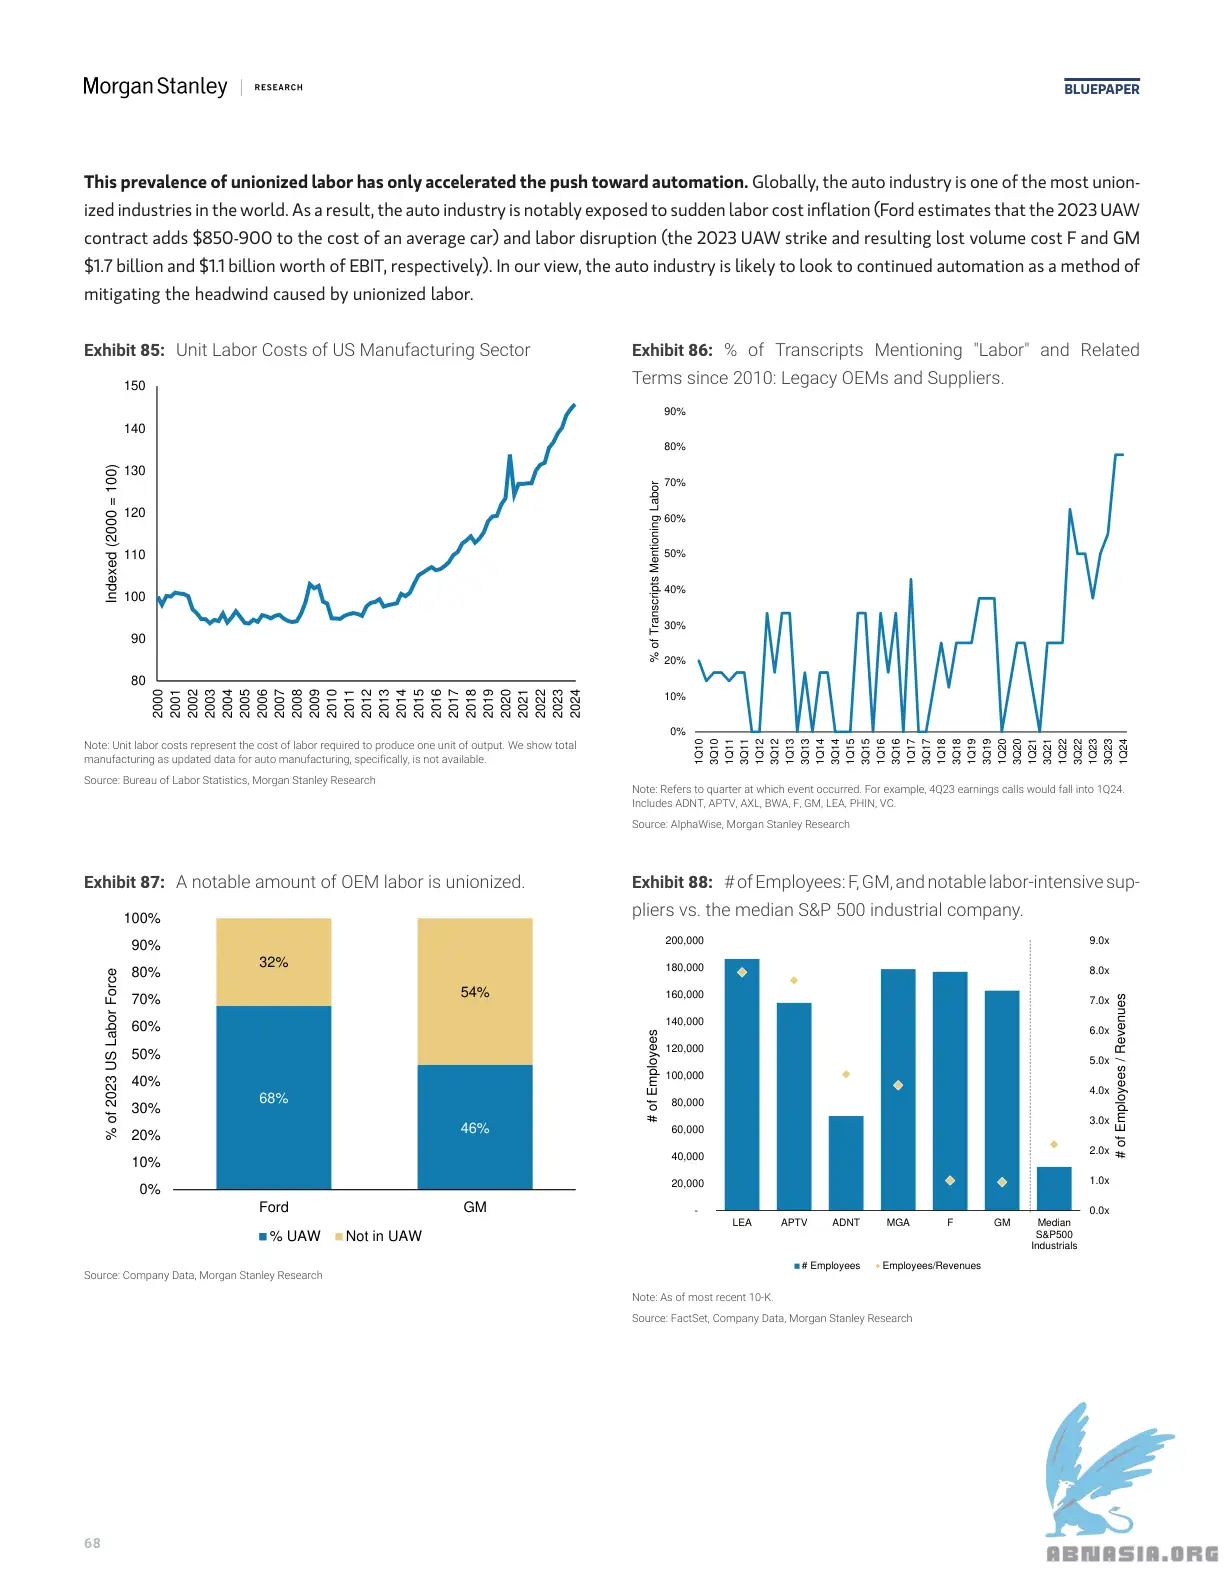 Morgan Stanley | RESEARCH
BLUEPAPER
This prevalence of unionized labor has only accelerated the push toward automation. Globally, the auto industry is one of the most union-
ized industries in the world. As a result, the auto industry is notably exposed to sudden labor cost inflation (Ford estimates that the 2023 UAW
contract adds $850-900 to the cost of an average car) and labor disruption (the 2023 UAW strike and resulting lost volume cost F and GM
$1.7 billion and $1.1 billion worth of EBIT, respectively). In our view, the auto industry is likely to look to continued automation as a method of
mitigating the headwind caused by unionized labor.
Exhibit 85: Unit Labor Costs of US Manufacturing Sector
150
140
130
120
110
100
90
80
Indexed (2000 = 100)
2000 2001 2002 2003 2004 2005 2006 2007 2008 2009 2010 2011 2012 2013 2014 2015 2016 2017 2018 2019 2020 2021 2022 2023 2024
Note: Unit labor costs represent the cost of labor required to produce one unit of output. We show total
manufacturing as updated data for auto manufacturing, specifically, is not available.
Source: Bureau of Labor Statistics, Morgan Stanley Research
Exhibit 86: % of Transcripts Mentioning "Labor" and Related
Terms since 2010: Legacy OEMs and Suppliers.
90%
80%
70%
60%
50%
40%
30%
20%
10%
0%
% of Transcripts Mentioning Labor
1Q10 3Q10 1Q11 3Q11 1Q12 3Q12 1Q13 3Q13 1Q14 3Q14 1Q15 3Q15 1Q16 3Q16 1Q17 3Q17 1Q18 3Q18 1Q19 3Q19 1Q20 3Q20 1Q21 3Q21 1Q22 3Q22 1Q23 3Q23 1Q24
Note: Refers to quarter at which event occurred. For example, 4Q23 earnings calls would fall into 1Q24.
Includes ADNT, APTV, AXL, BWA, F, GM, LEA, PHIN, VC.
Source: AlphaWise, Morgan Stanley Research
Exhibit 87: A notable amount of OEM labor is unionized.
100%
90%
80%
70%
60%
50%
40%
30%
20%
10%
0%
% of 2023 US Labor Force
32%
68%
54%
46%
Ford GM
% UAW Not in UAW
Source: Company Data, Morgan Stanley Research
Exhibit 88: # of Employees: F, GM, and notable labor-intensive sup-
pliers vs. the median S&P 500 industrial company.
200,000
180,000
160,000
140,000
120,000
100,000
80,000
60,000
40,000
20,000
-
# of Employees
9.0x
8.0x
7.0x
6.0x
5.0x
4.0x
3.0x
2.0x
1.0x
0.0x
# of Employees / Revenues
LEA APTV ADNT MGA F GM Median
S&P500
Industrials
# Employees Employees/Revenues
Note: As of most recent 10-K.
Source: FactSet, Company Data, Morgan Stanley Research
68
ABNASIA.ORG